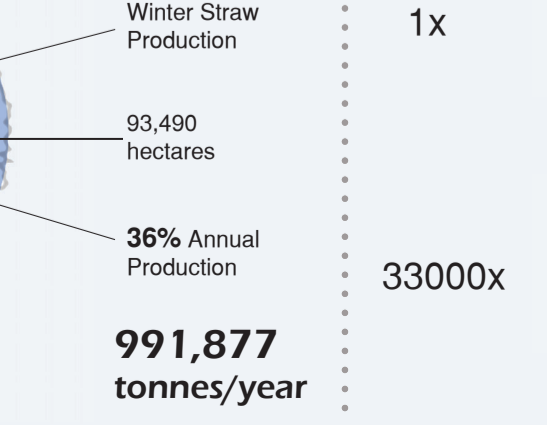 Winter Straw
Production
1x
93,490
hectares
36% Annual
Production
33000x
991,877
tonnes/year